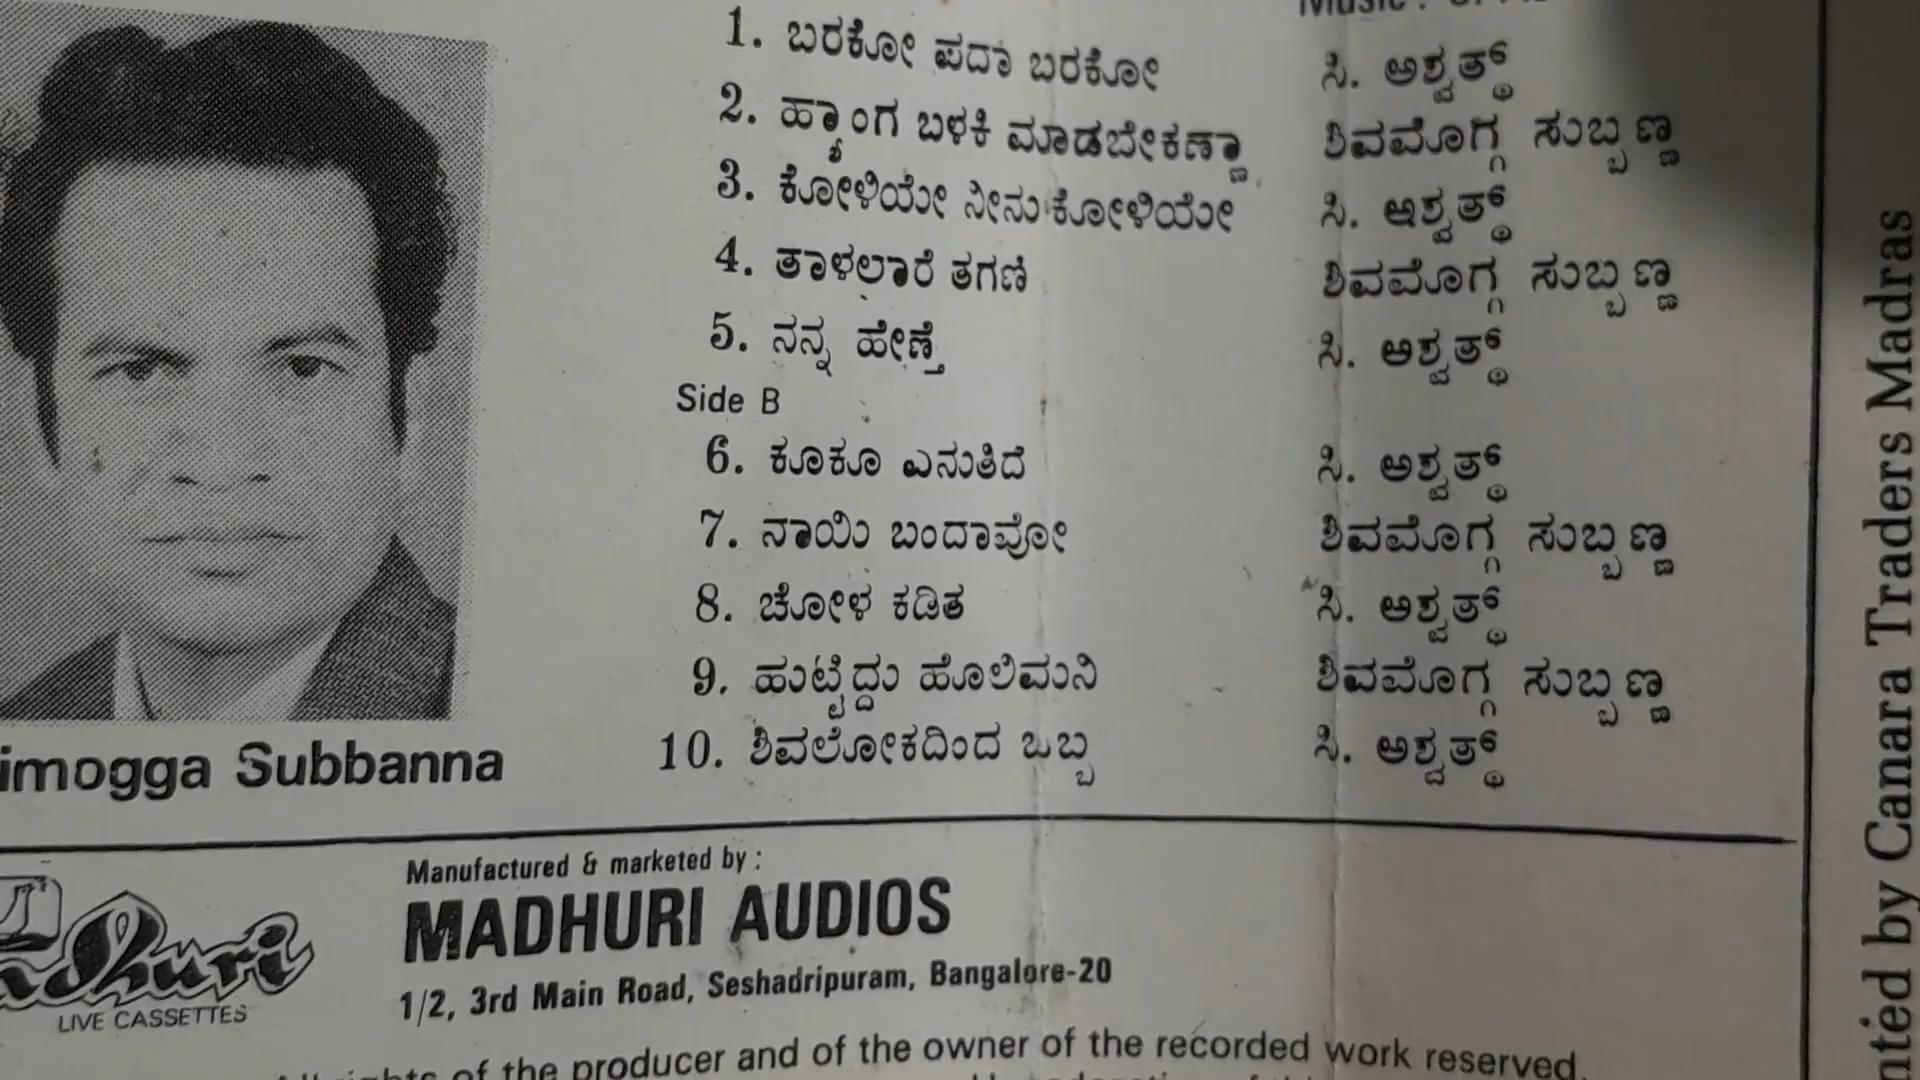 1. ಬರಕೋ ಪದಾ ಬರಕೋ ಸಿ. ಅಶ್ವತ್ಥ್
2. ಹ್ಯಾಂಗ ಬಳಕಿ ಮಾಡಬೇಕಣ್ಣಾ ಶಿವಮೊಗ್ಗ ಸುಬ್ಬಣ್ಣ
3. ಕೋಳಿಯೇ ನೀನು ಕೋಳಿಯೇ ಸಿ. ಅಶ್ವತ್ಥ್
4. ತಾಳಲಾರೆ ತಗಣಿ ಶಿವಮೊಗ್ಗ ಸುಬ್ಬಣ್ಣ
5. ನನ್ನ ಹೇಣ್ತೆ ಸಿ. ಅಶ್ವತ್ಥ್
Side B
6. ಕೂಕೂ ಎನುತಿದೆ ಸಿ. ಅಶ್ವತ್ಥ್
7. ನಾಯಿ ಬಂದಾವೋ ಶಿವಮೊಗ್ಗ ಸುಬ್ಬಣ್ಣ
8. ಚೋಳ ಕಡಿತ ಸಿ. ಅಶ್ವತ್ಥ್
9. ಹುಟ್ಟಿದ್ದು ಹೊಲಿಮನಿ ಶಿವಮೊಗ್ಗ ಸುಬ್ಬಣ್ಣ
10. ಶಿವಲೋಕದಿಂದ ಒಬ್ಬ ಸಿ. ಅಶ್ವತ್ಥ್
imogga Subbanna
Manufactured & marketed by :
MADHURI AUDIOS
1/2, 3rd Main Road, Seshadripuram, Bangalore-20
LIVE CASSETTES
of the producer and of the owner of the recorded work reserved.
nted by Canara Traders Madras